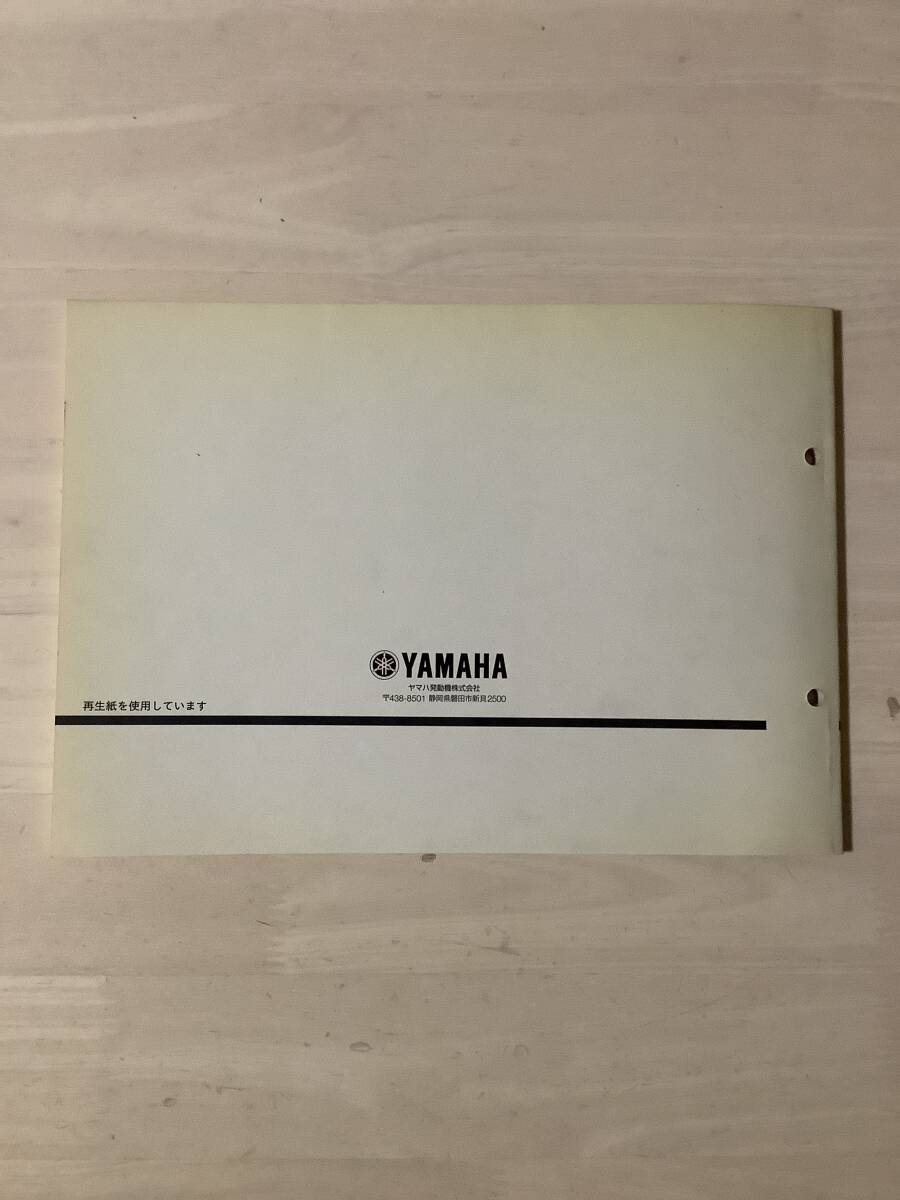 YAMAHA
ヤマハ発動機株式会社
〒438-8501 静岡県磐田市新貝2500
再生紙を使用しています